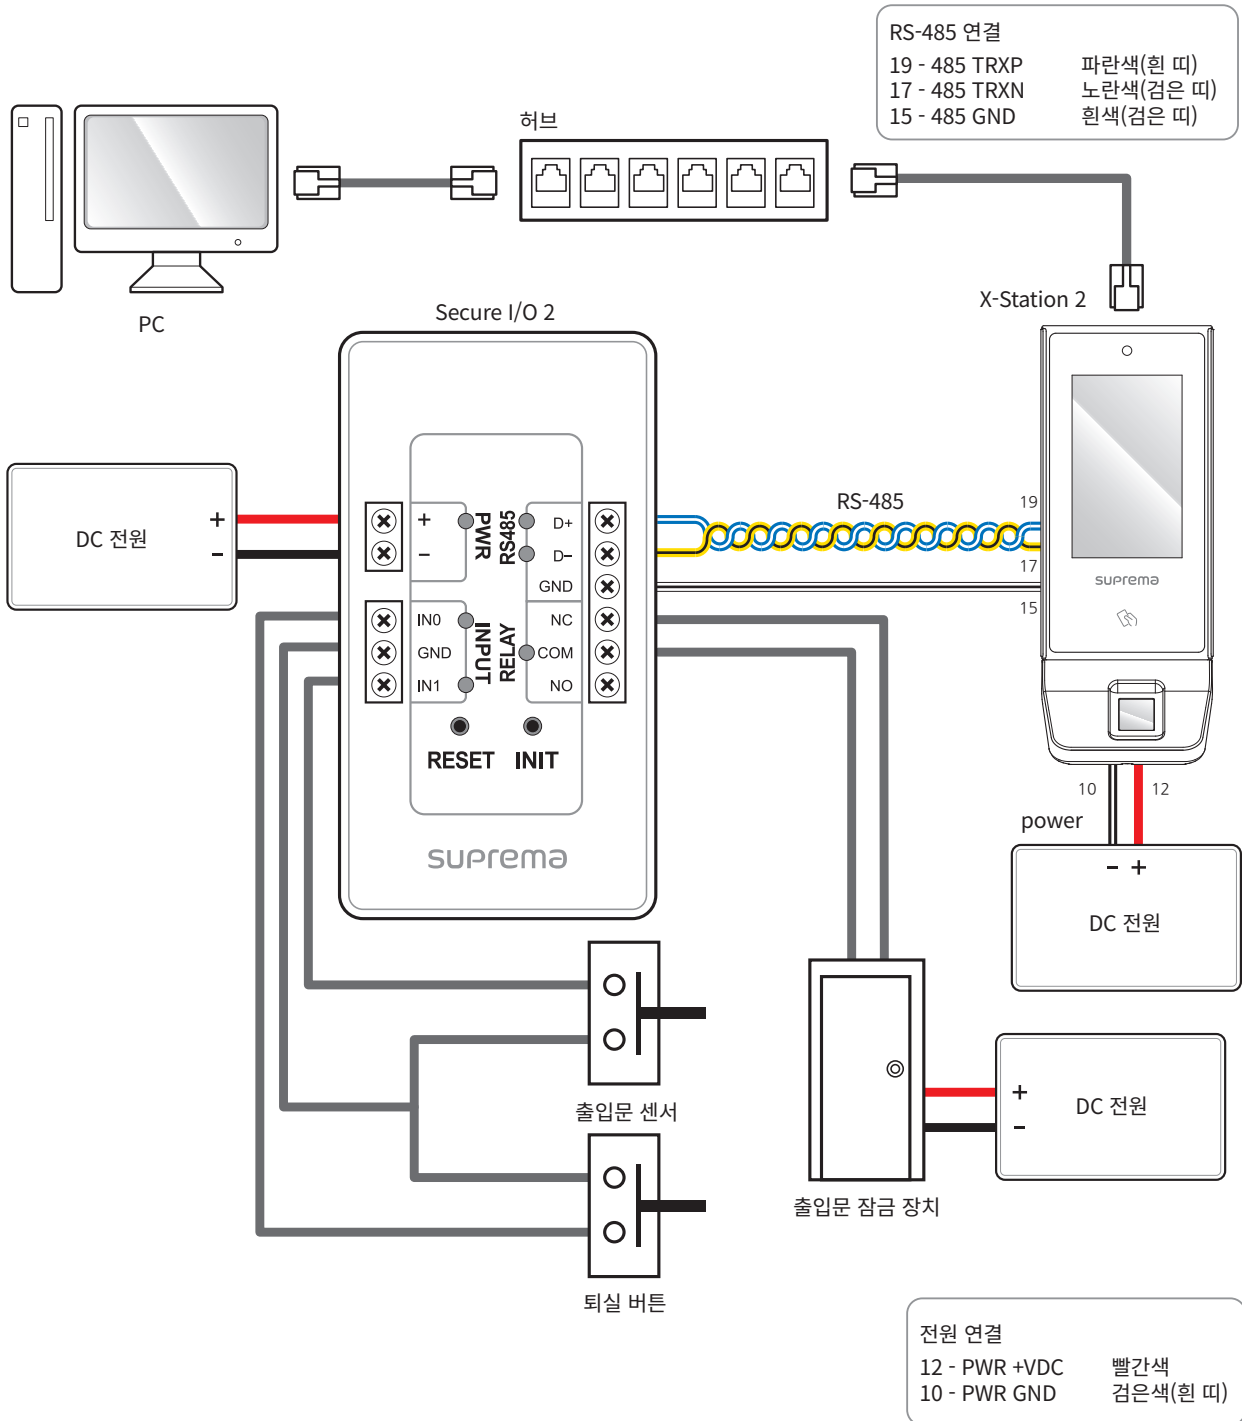 RS-485 연결
19 - 485 TRXP 파란색(흰 띠)
17 - 485 TRXN 노란색(검은 띠)
15 - 485 GND 흰색(검은 띠)
허브
PC
X-Station 2
Secure I/O 2
DC 전원
+
−
+
−
PWR
RS485
D+
D−
GND
IN0
GND
IN1
INPUT
RELAY
NC
COM
NO
RESET INIT
suprema
RS-485
19
17
15
suprema
10
12
power
− +
DC 전원
출입문 센서
퇴실 버튼
출입문 잠금 장치
+
−
DC 전원
전원 연결
12 - PWR +VDC 빨간색
10 - PWR GND 검은색(흰 띠)